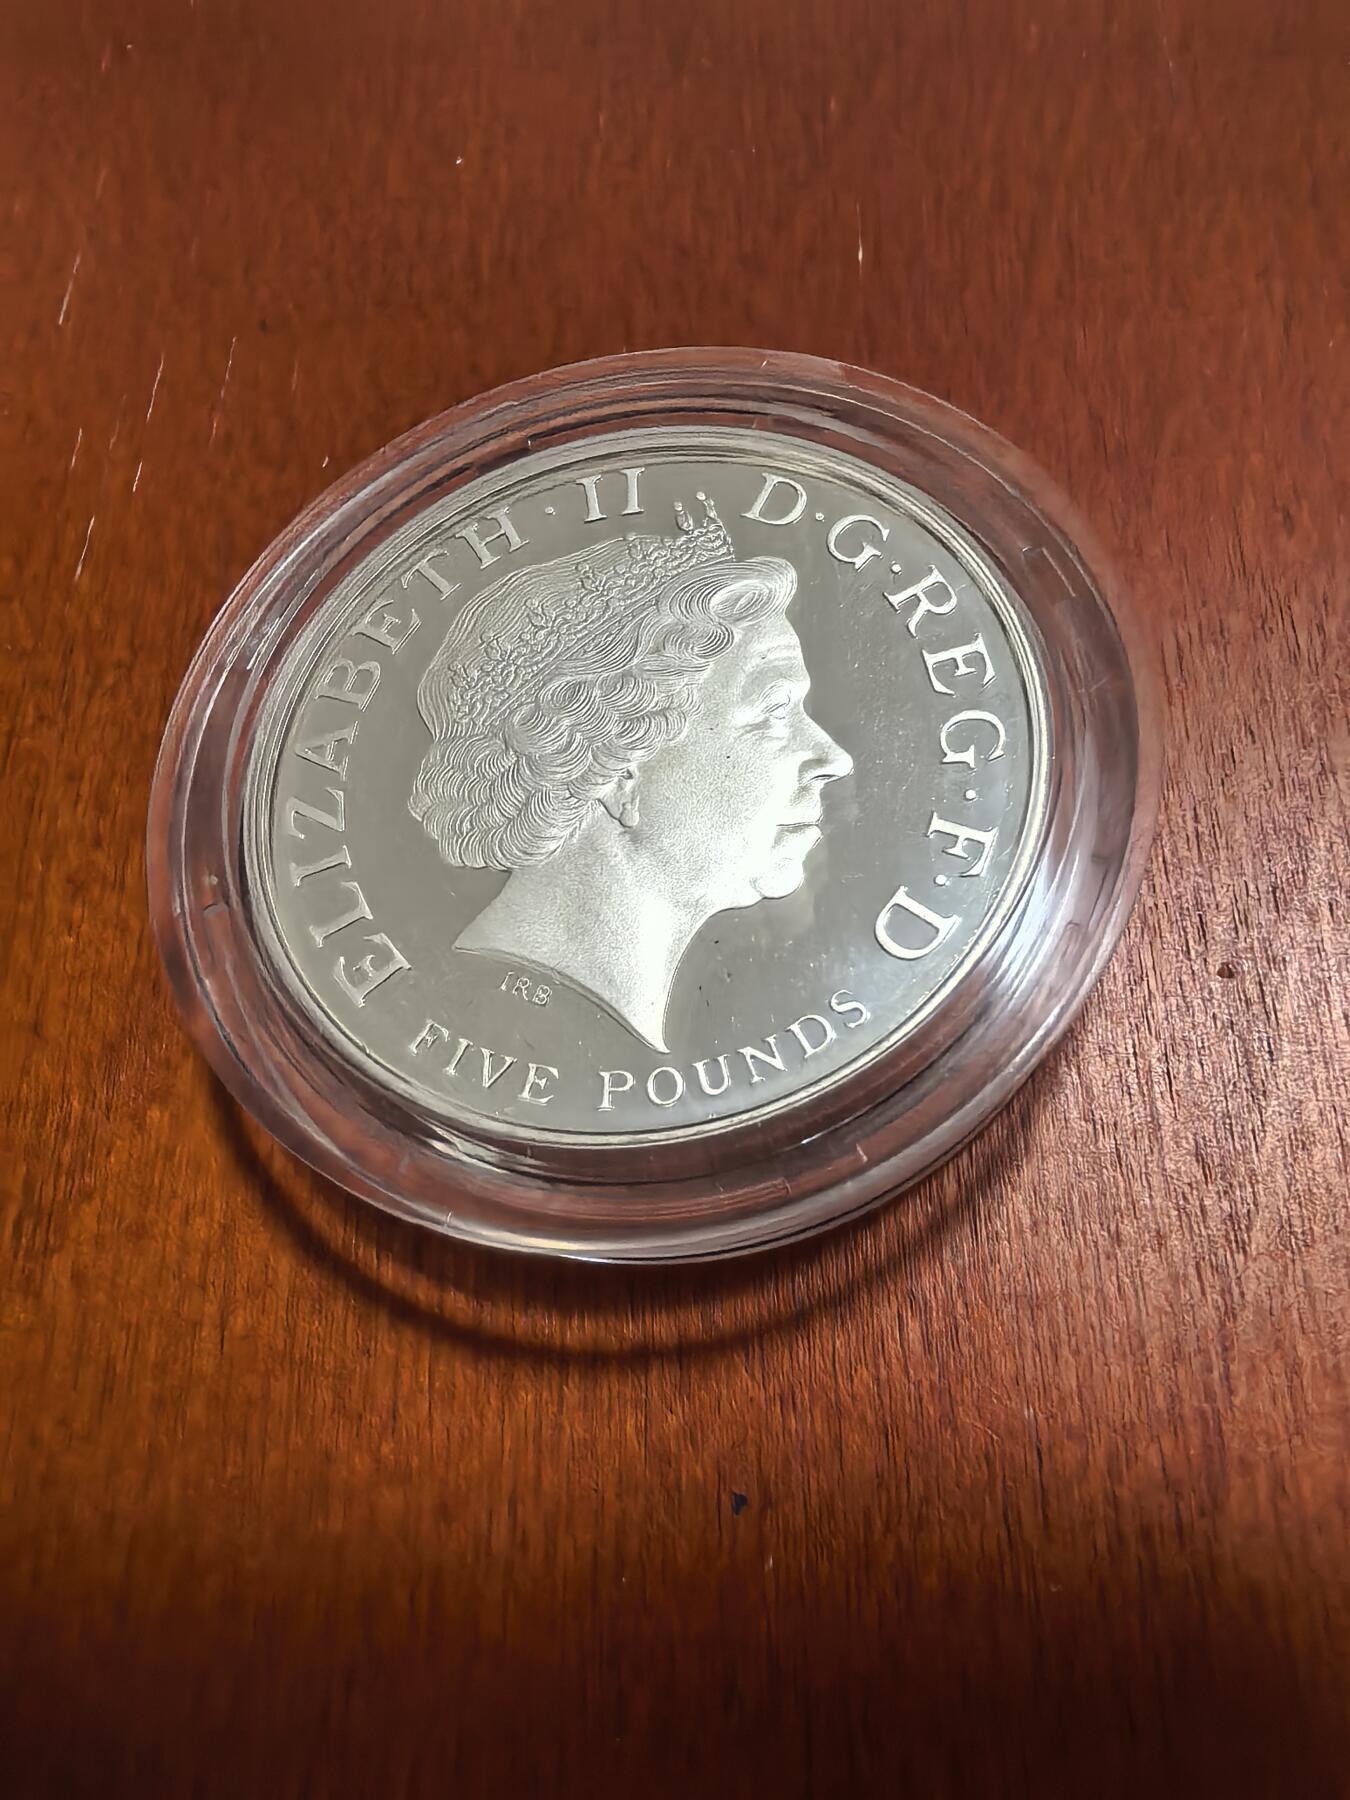 ELIZABETH · II D · G · REG · F · D
FIVE POUNDS
IRB